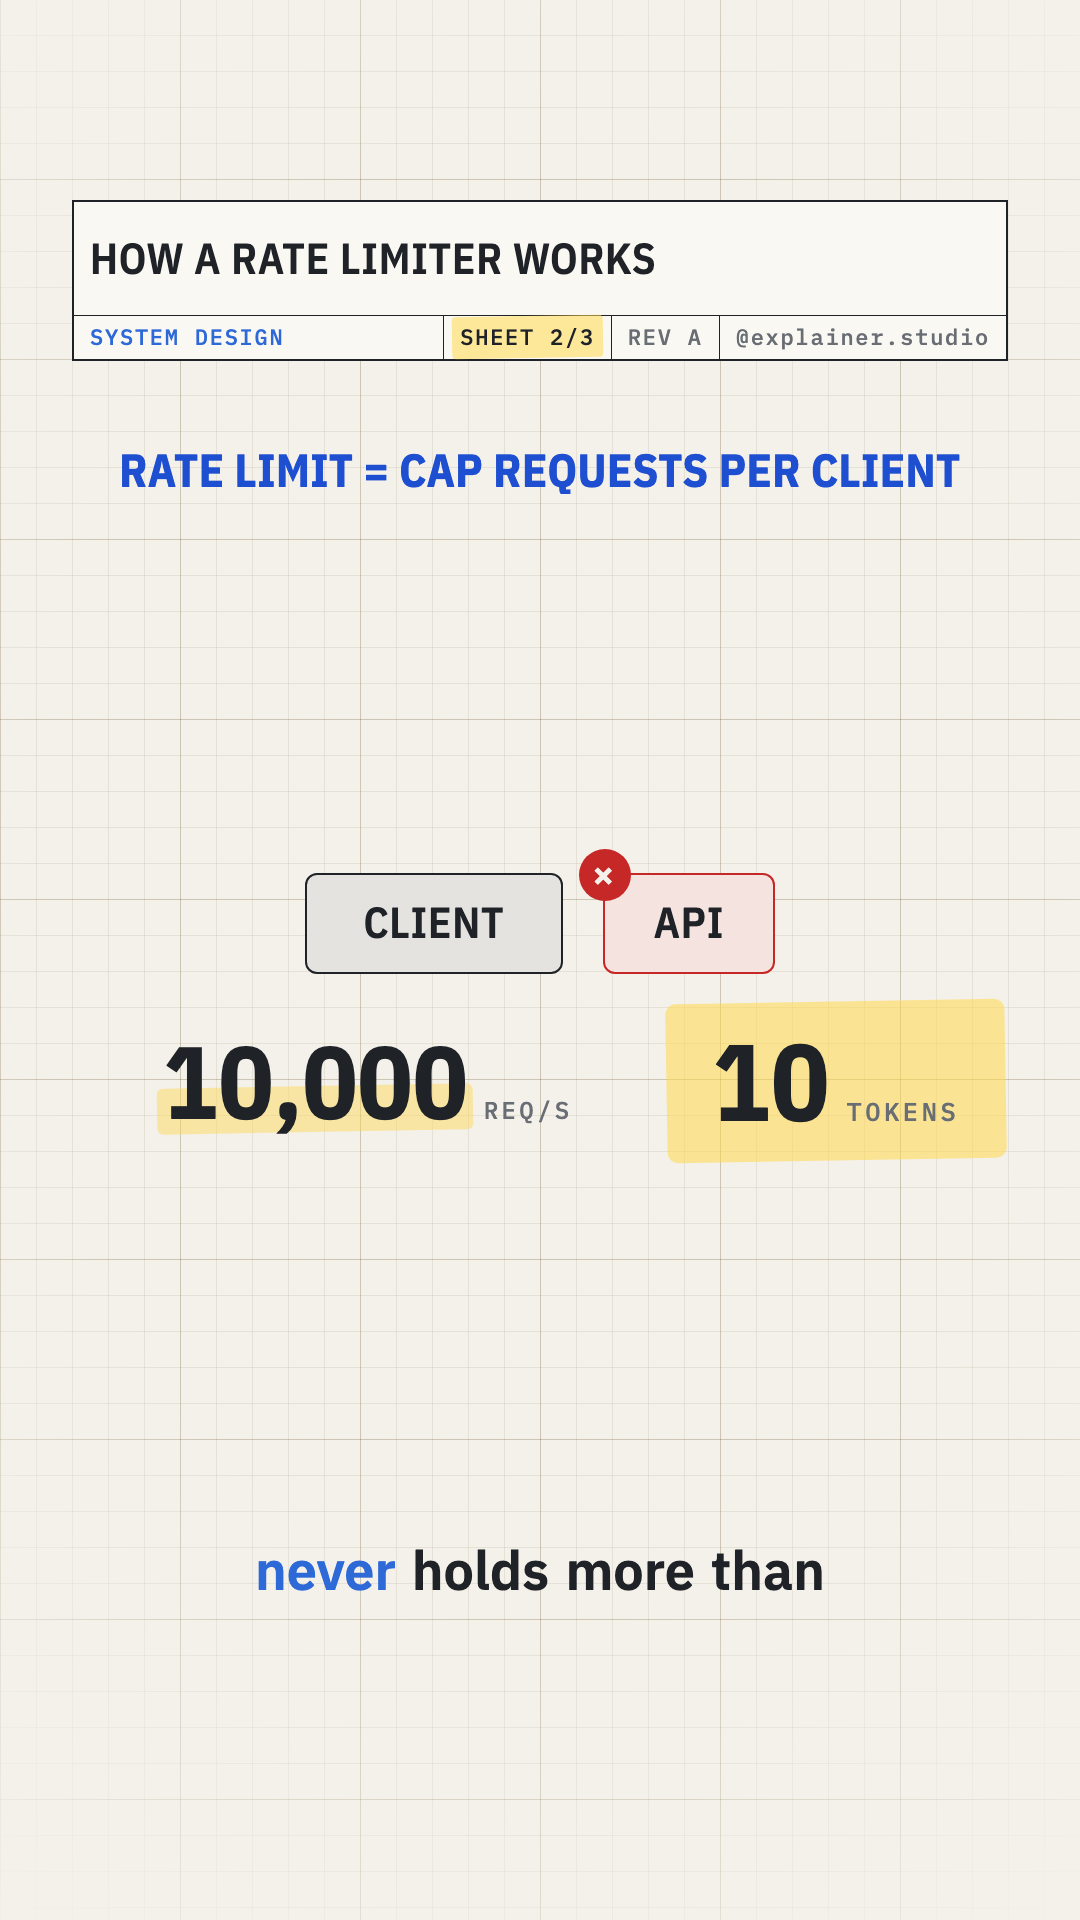 HOW A RATE LIMITER WORKS
SYSTEM DESIGN SHEET 2/3 REV A @explainer.studio
RATE LIMIT = CAP REQUESTS PER CLIENT
CLIENT × API
10,000 REQ/S 10 TOKENS
never holds more than